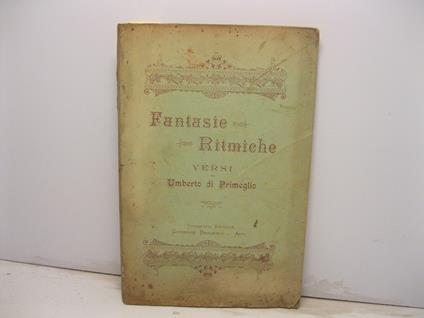 Fantasie
Ritmiche
VERSI
Umberto di Primeglio